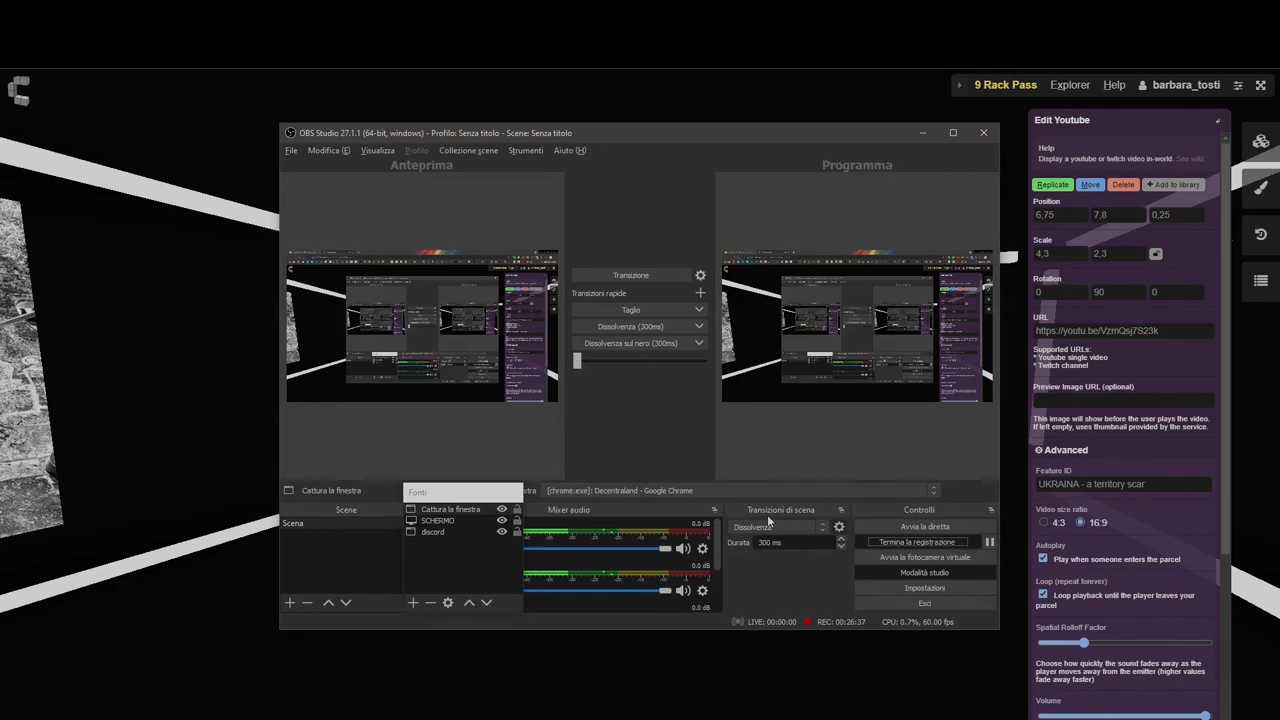 9 Rack Pass
Explorer
Help
barbara_tosti
OBS Studio 27.1.1 (64-bit, windows) - Profilo: Senza titolo - Scene: Senza titolo
File
Modifica (E)
Visualizza
Profilo
Collezione scene
Strumenti
Aiuto (H)
Anteprima
Programma
Transizione
Transizioni rapide
Taglio
Dissolvenza (300ms)
Dissolvenza sul nero (300ms)
Cattura la finestra
Fonti
[chrome.exe]: Decentraland - Google Chrome
Scene
Scena
Cattura la finestra
SCHERMO
discord
Mixer audio
0.0 dB
0.0 dB
0.0 dB
Transizioni di scena
Dissolvenza
Durata
300 ms
Controlli
Avvia la diretta
Termina la registrazione
Avvia la fotocamera virtuale
Modalità studio
Impostazioni
Esci
LIVE: 00:00:00
REC: 00:26:37
CPU: 0.7%, 60.00 fps
Edit Youtube
Help
Display a youtube or twitch video in-world. See wiki.
Replicate
Move
Delete
+ Add to library
Position
6,75
7,8
0,25
Scale
4,3
2,3
Rotation
0
90
0
URL
https://youtu.be/VzmQsj7S23k
Supported URLs:
* Youtube single video
* Twitch channel
Preview Image URL (optional)
This image will show before the user plays the video.
If left empty, uses thumbnail provided by the service.
Advanced
Feature ID
UKRAINA - a territory scar
Video size ratio
4:3
16:9
Autoplay
Play when someone enters the parcel
Loop (repeat forever)
Loop playback until the player leaves your
parcel
Spatial Rolloff Factor
Choose how quickly the sound fades away as the
player moves away from the emitter (higher values
fade away faster)
Volume